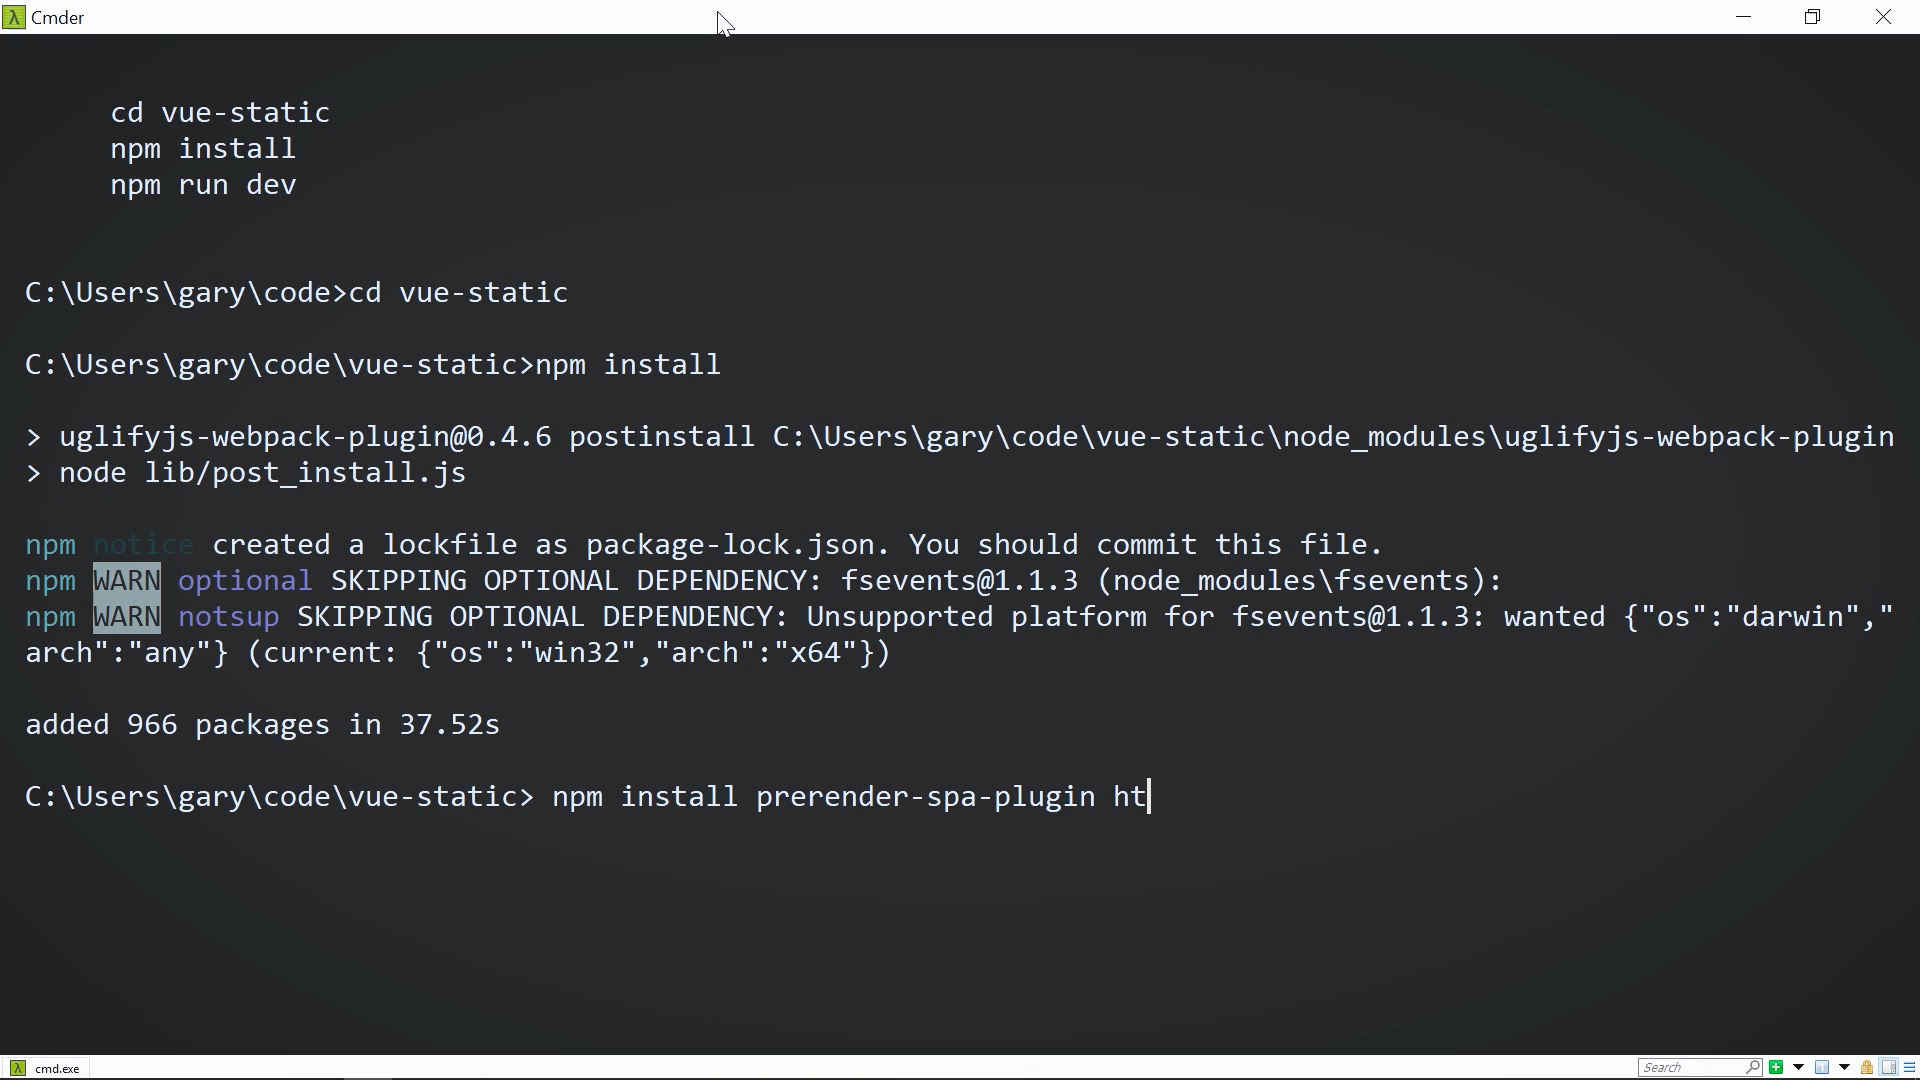 Cmder
cd vue-static
npm install
npm run dev
C:\Users\gary\code>cd vue-static
C:\Users\gary\code\vue-static>npm install
> uglifyjs-webpack-plugin@0.4.6 postinstall C:\Users\gary\code\vue-static\node_modules\uglifyjs-webpack-plugin
> node lib/post_install.js
npm notice created a lockfile as package-lock.json. You should commit this file.
npm WARN optional SKIPPING OPTIONAL DEPENDENCY: fsevents@1.1.3 (node_modules\fsevents):
npm WARN notsup SKIPPING OPTIONAL DEPENDENCY: Unsupported platform for fsevents@1.1.3: wanted {"os":"darwin","
arch":"any"} (current: {"os":"win32","arch":"x64"})
added 966 packages in 37.52s
C:\Users\gary\code\vue-static> npm install prerender-spa-plugin ht
cmd.exe
Search